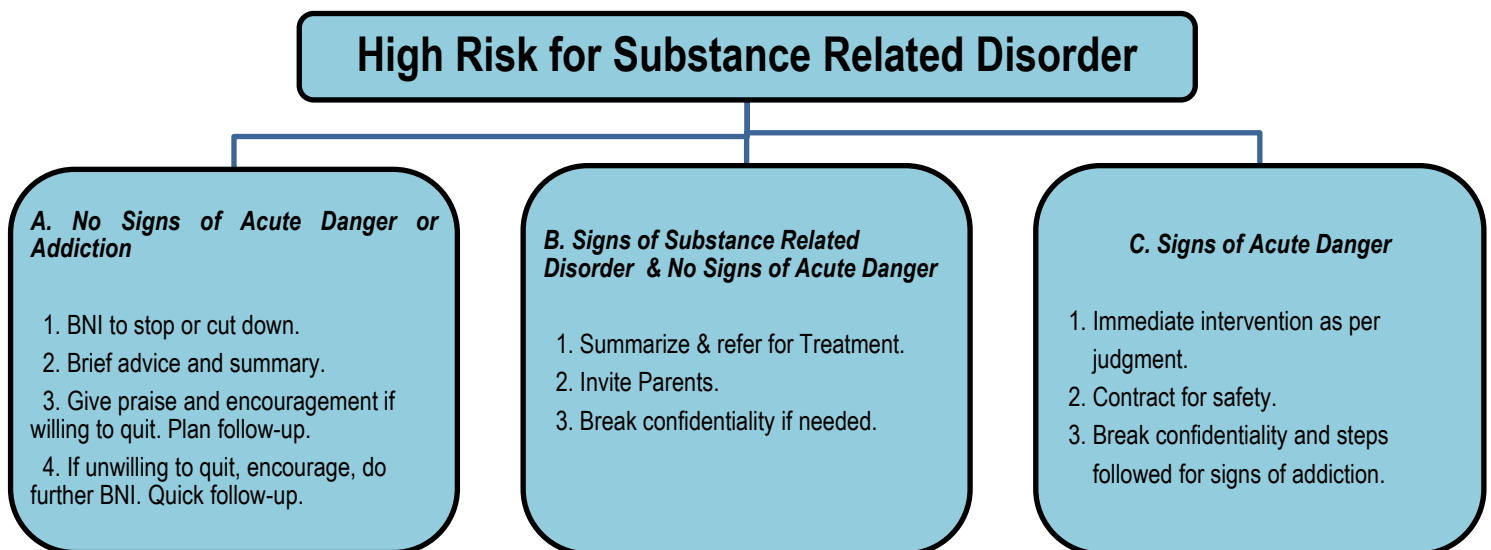 High Risk for Substance Related Disorder
A. No Signs of Acute Danger or
Addiction
1. BNI to stop or cut down.
2. Brief advice and summary.
3. Give praise and encouragement if
willing to quit. Plan follow-up.
4. If unwilling to quit, encourage, do
further BNI. Quick follow-up.
B. Signs of Substance Related
Disorder & No Signs of Acute Danger
1. Summarize & refer for Treatment.
2. Invite Parents.
3. Break confidentiality if needed.
C. Signs of Acute Danger
1. Immediate intervention as per
judgment.
2. Contract for safety.
3. Break confidentiality and steps
followed for signs of addiction.